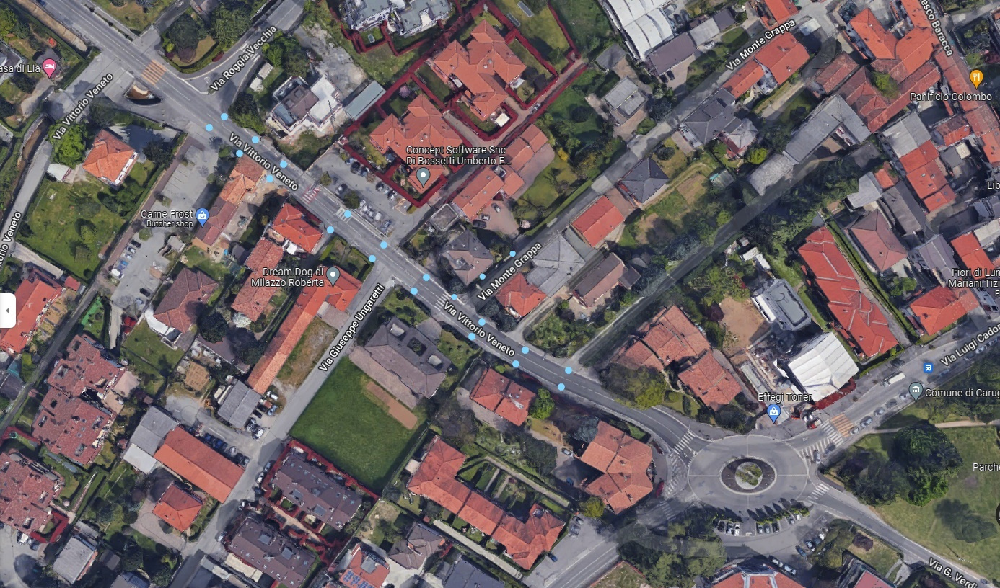 esco Baracca
Via Monte Grappa
Via Roggia Vecchia
asa di Lia
Via Vittorio Veneto
Panificio Colombo
Via Vittorio Veneto
Concept Software Snc
Di Bossetti Umberto E...
Lib
Carne Frost
Butcher shop
orio Veneto
Via Monte Grappa
Dream Dog di
Milazzo Roberta
Fiori di Lun
Mariani Tizi
F
Via Giuseppe Ungaretti
Via Vittorio Veneto
Via Luigi Cador
Effegi Toner
Comune di Carug
Parche
Via G. Verdi